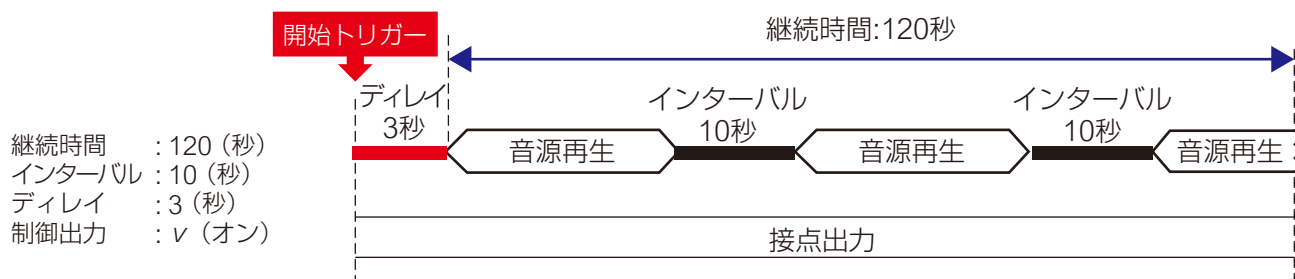 開始トリガー
継続時間:120秒
ディレイ
3秒
インターバル
10秒
インターバル
10秒
音源再生
音源再生
音源再生
継続時間 : 120（秒）
インターバル : 10（秒）
ディレイ : 3（秒）
制御出力 : v（オン）
接点出力